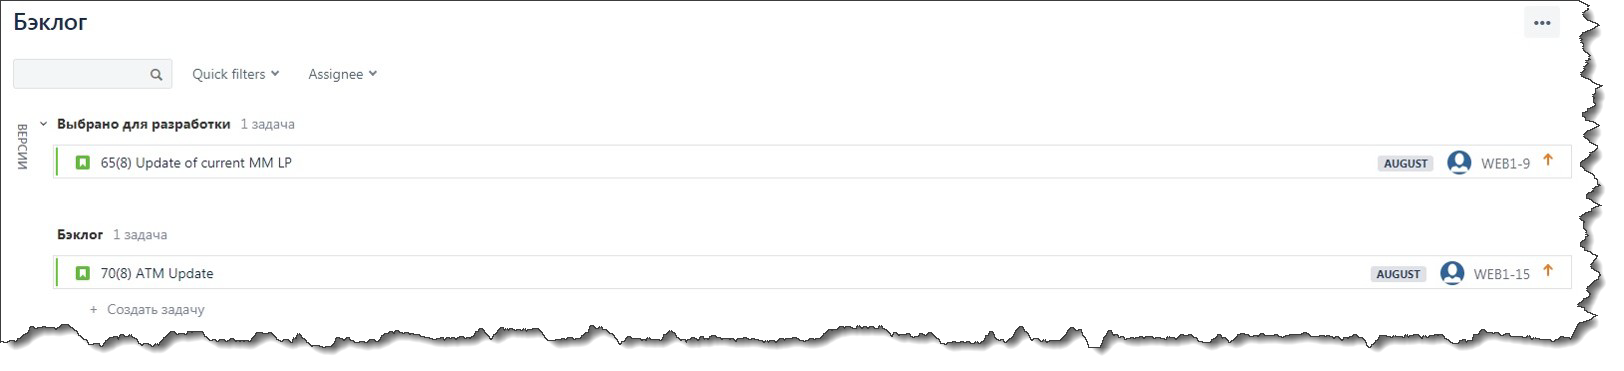 Бэклог
Quick filters Assignee
ВЕРСИИ
Выбрано для разработки 1 задача
65(8) Update of current MM LP AUGUST WEB1-9
Бэклог 1 задача
70(8) ATM Update AUGUST WEB1-15
+ Создать задачу